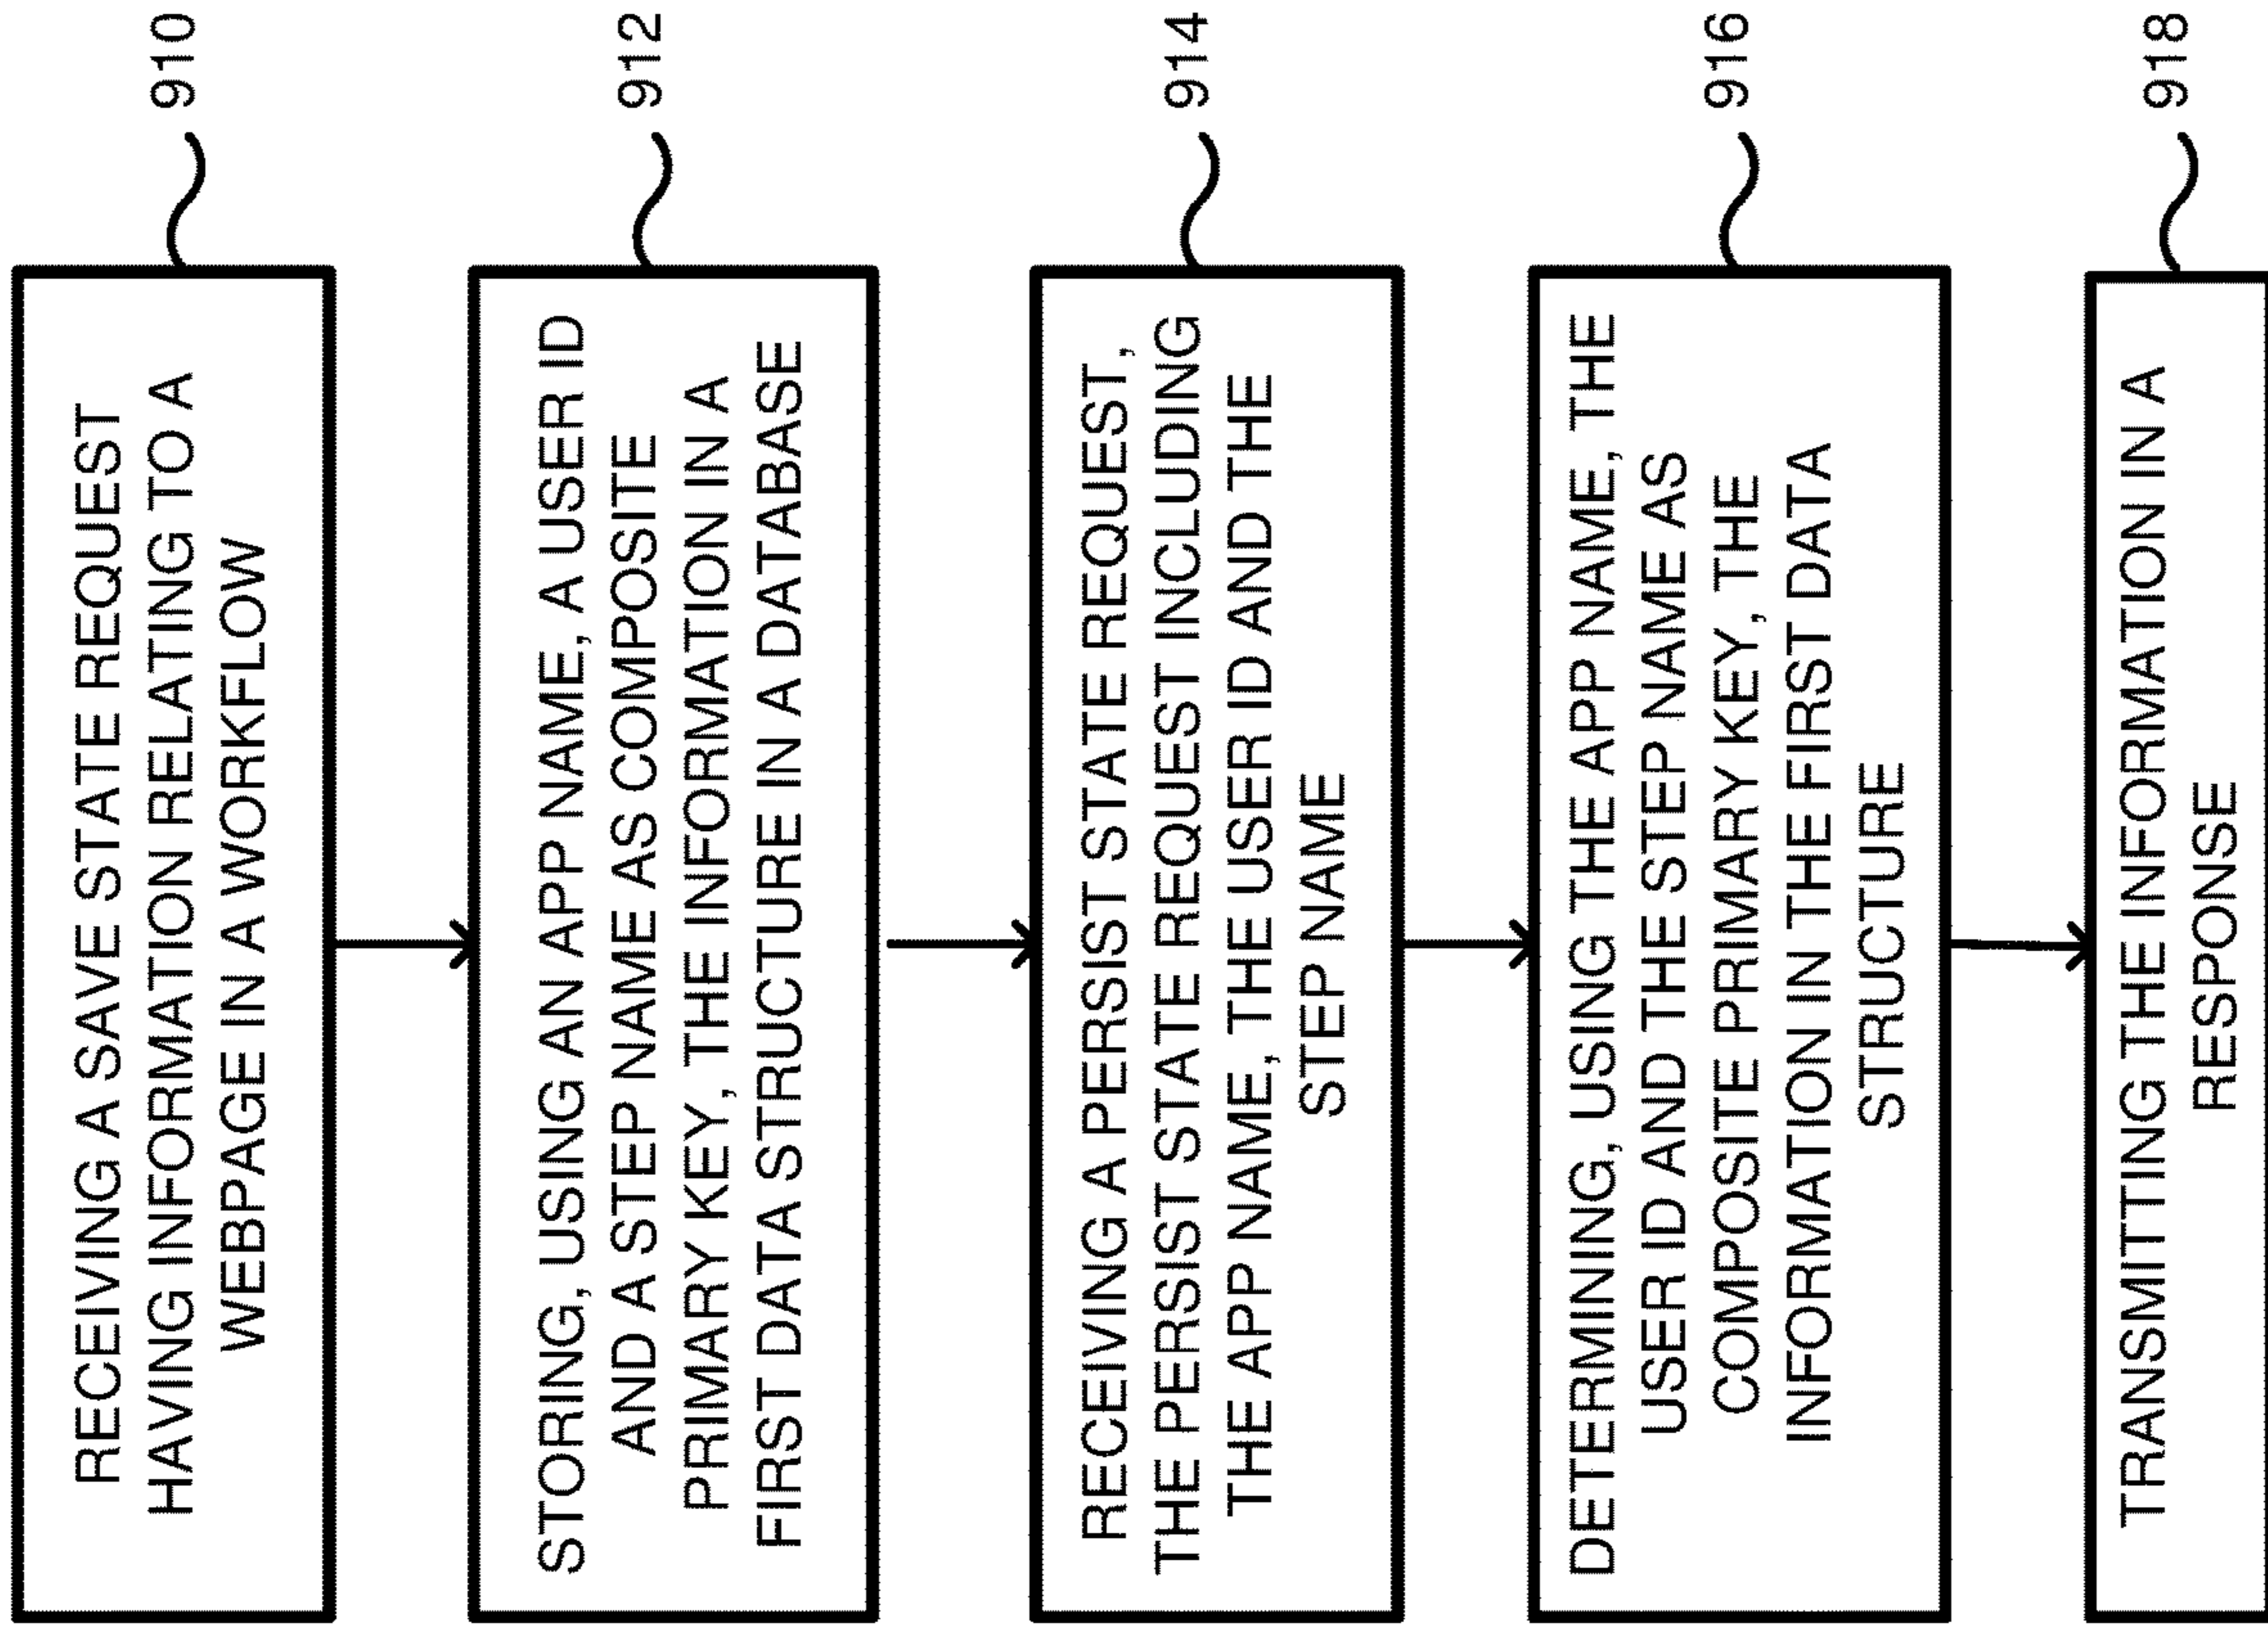 RECEIVING A SAVE STATE REQUEST
HAVING INFORMATION RELATING TO A
WEBPAGE IN A WORKFLOW
910
STORING, USING AN APP NAME, A USER ID
AND A STEP NAME AS COMPOSITE
PRIMARY KEY, THE INFORMATION IN A
FIRST DATA STRUCTURE IN A DATABASE
912
RECEIVING A PERSIST STATE REQUEST,
THE PERSIST STATE REQUEST INCLUDING
THE APP NAME, THE USER ID AND THE
STEP NAME
914
DETERMINING, USING THE APP NAME, THE
USER ID AND THE STEP NAME AS
COMPOSITE PRIMARY KEY, THE
INFORMATION IN THE FIRST DATA
STRUCTURE
916
TRANSMITTING THE INFORMATION IN A
RESPONSE
918